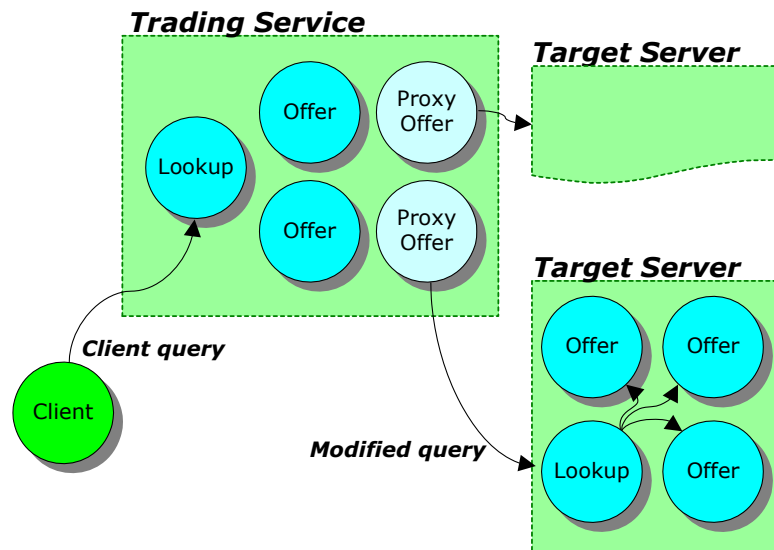 Trading Service
Target Server
Offer
Proxy
Offer
Lookup
Offer
Proxy
Offer
Target Server
Client query
Offer
Offer
Client
Modified query
Lookup
Offer